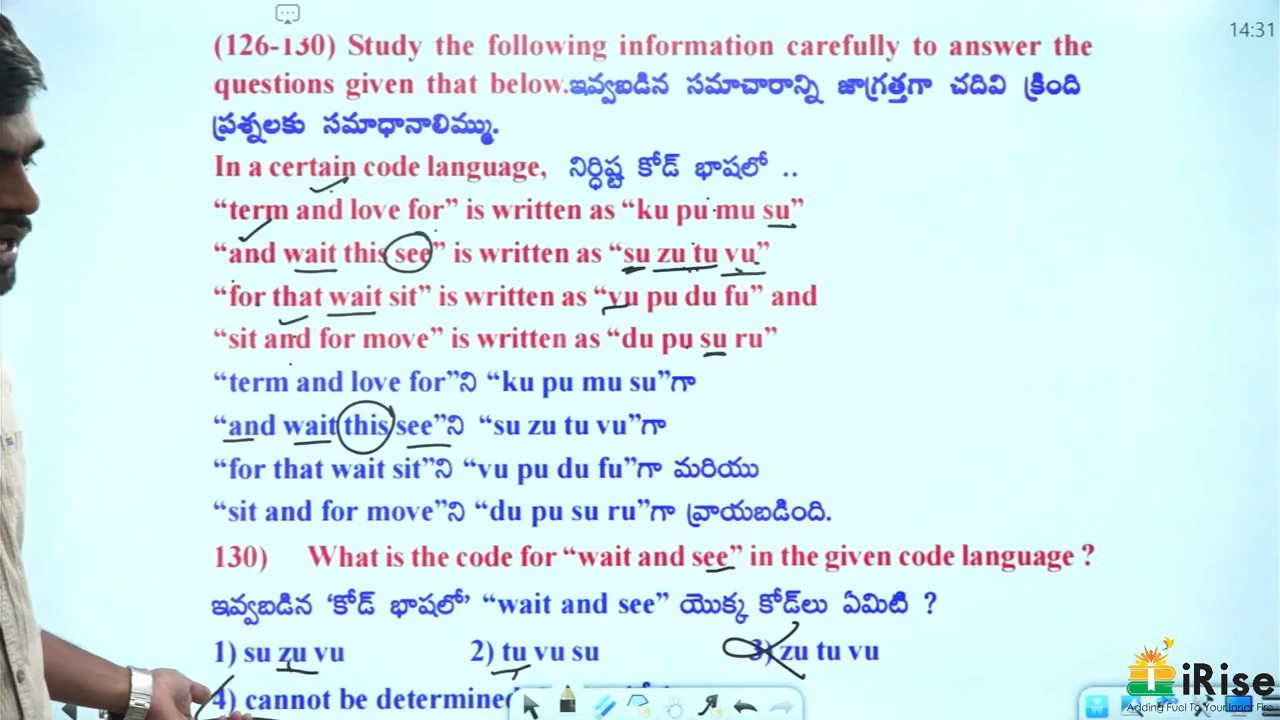 14:31
(126-130) Study the following information carefully to answer the
questions given that below.ఇవ్వబడిన సమాచారాన్ని జాగ్రత్తగా చదివి క్రింది
ప్రశ్నలకు సమాధానాలిమ్ము.
In a certain code language, నిర్ధిష్ట కోడ్ భాషలో ..
“term and love for” is written as “ku pu mu su”
“and wait this see” is written as “su zu tu vu”
“for that wait sit” is written as “vu pu du fu” and
“sit and for move” is written as “du pu su ru”
“term and love for”ని “ku pu mu su”గా
“and wait this see”ని “su zu tu vu”గా
“for that wait sit”ని “vu pu du fu”గా మరియు
“sit and for move”ని “du pu su ru”గా వ్రాయబడింది.
130) What is the code for “wait and see” in the given code language ?
ఇవ్వబడిన ‘కోడ్ భాషలో’ “wait and see” యొక్క కోడ్‌లు ఏమిటి ?
1) su zu vu 2) tu vu su 3) zu tu vu
4) cannot be determined
iRise
Adding Fuel To Your Inner Fire